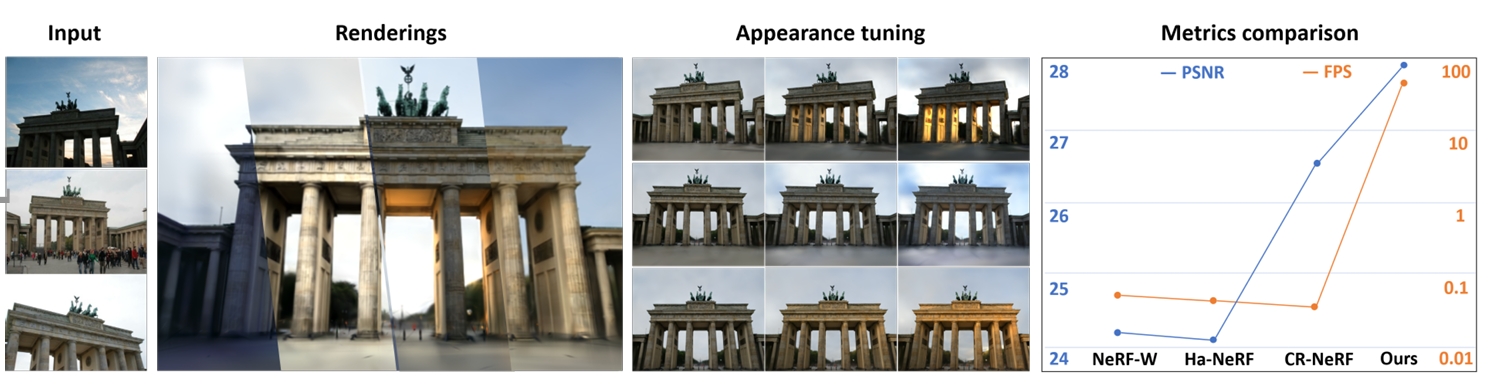 Input
Renderings
Appearance tuning
Metrics comparison
28 PSNR FPS 100
27 10
26 1
25 0.1
24 NeRF-W Ha-NeRF CR-NeRF Ours 0.01